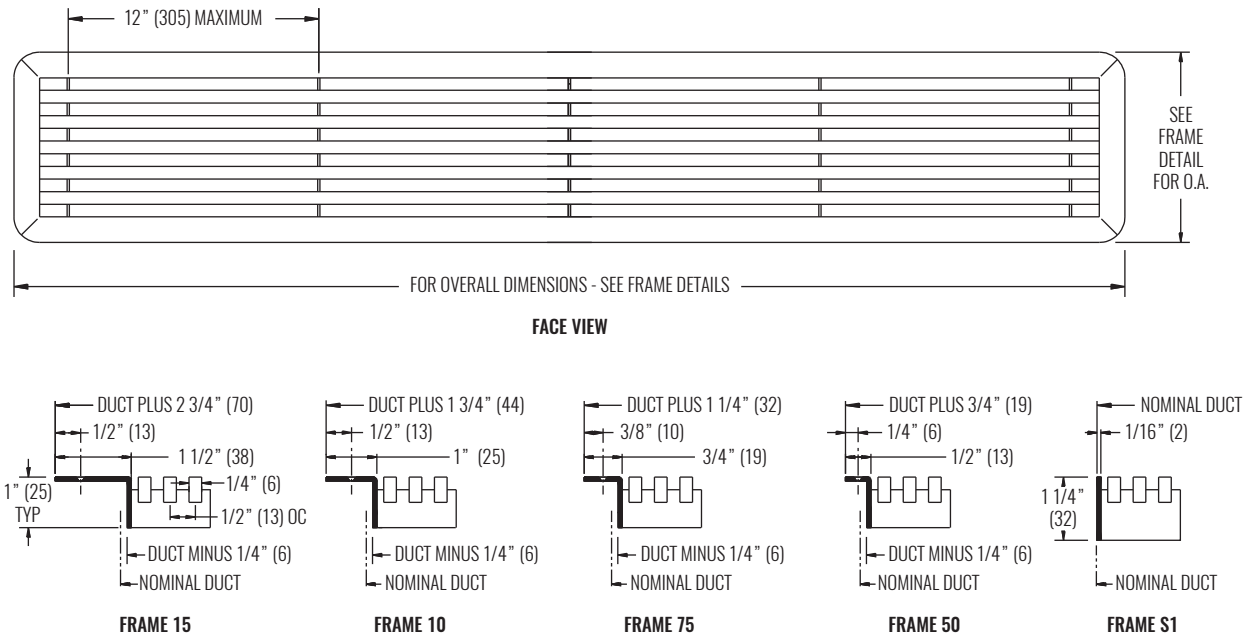 12” (305) MAXIMUM
SEE
FRAME
DETAIL
FOR O.A.
FOR OVERALL DIMENSIONS - SEE FRAME DETAILS
FACE VIEW
DUCT PLUS 2 3/4” (70)
1/2” (13)
1 1/2” (38)
1” (25)
TYP
1/4” (6)
1/2” (13) OC
DUCT MINUS 1/4” (6)
NOMINAL DUCT
FRAME 15
DUCT PLUS 1 3/4” (44)
1/2” (13)
1” (25)
DUCT MINUS 1/4” (6)
NOMINAL DUCT
FRAME 10
DUCT PLUS 1 1/4” (32)
3/8” (10)
3/4” (19)
DUCT MINUS 1/4” (6)
NOMINAL DUCT
FRAME 75
DUCT PLUS 3/4” (19)
1/4” (6)
1/2” (13)
DUCT MINUS 1/4” (6)
NOMINAL DUCT
FRAME 50
NOMINAL DUCT
1/16” (2)
1 1/4”
(32)
NOMINAL DUCT
FRAME S1